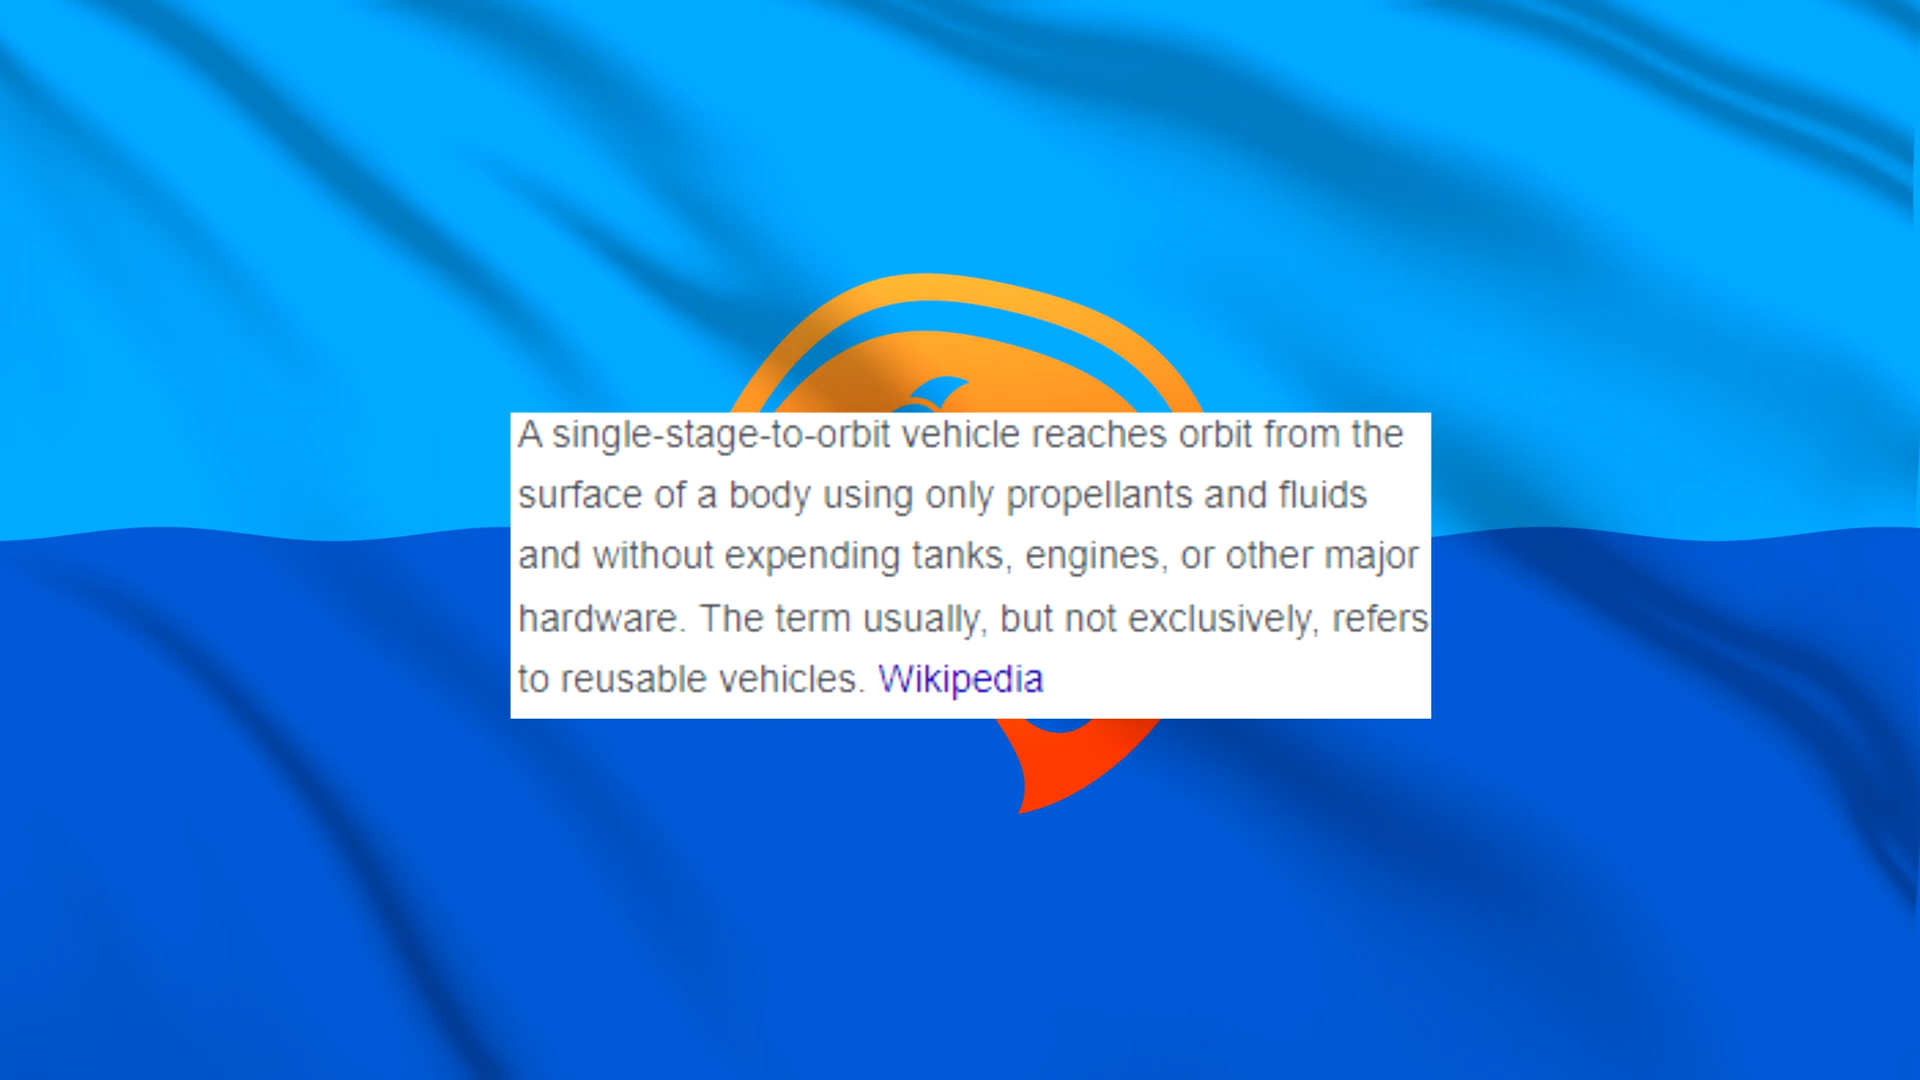 A single-stage-to-orbit vehicle reaches orbit from the
surface of a body using only propellants and fluids
and without expending tanks, engines, or other major
hardware. The term usually, but not exclusively, refers
to reusable vehicles. Wikipedia